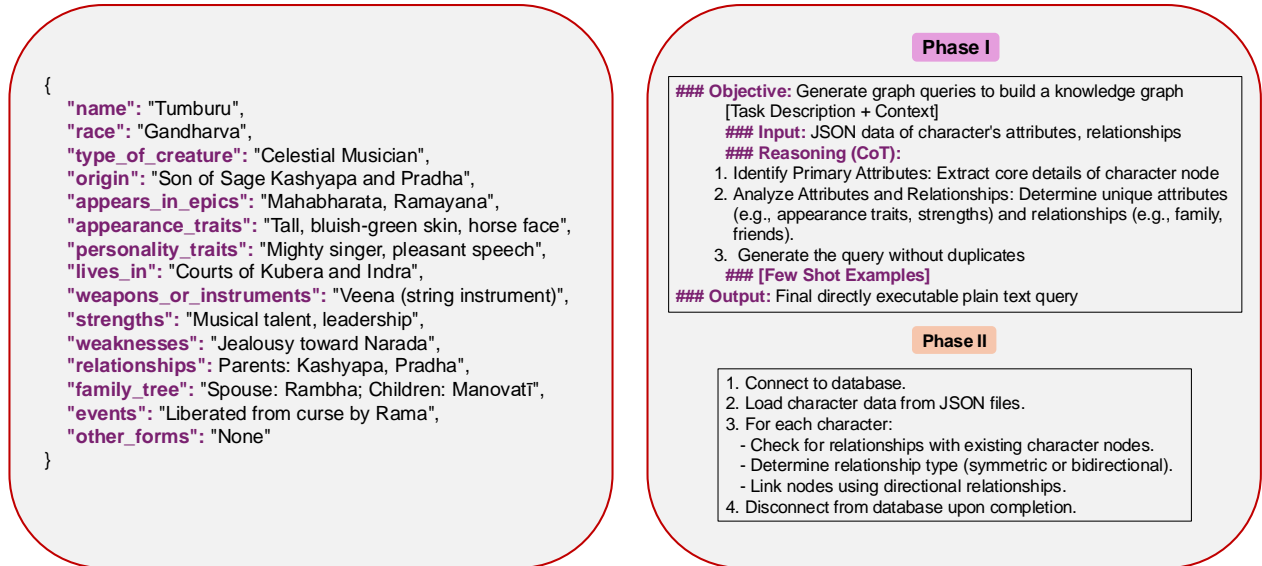 {
"name": "Tumburu",
"race": "Gandharva",
"type_of_creature": "Celestial Musician",
"origin": "Son of Sage Kashyapa and Pradha",
"appears_in_epics": "Mahabharata, Ramayana",
"appearance_traits": "Tall, bluish-green skin, horse face",
"personality_traits": "Mighty singer, pleasant speech",
"lives_in": "Courts of Kubera and Indra",
"weapons_or_instruments": "Veena (string instrument)",
"strengths": "Musical talent, leadership",
"weaknesses": "Jealousy toward Narada",
"relationships": Parents: Kashyapa, Pradha",
"family_tree": "Spouse: Rambha; Children: Manovatī",
"events": "Liberated from curse by Rama",
"other_forms": "None"
}
Phase I
### Objective: Generate graph queries to build a knowledge graph
[Task Description + Context]
### Input: JSON data of character's attributes, relationships
### Reasoning (CoT):
1. Identify Primary Attributes: Extract core details of character node
2. Analyze Attributes and Relationships: Determine unique attributes
(e.g., appearance traits, strengths) and relationships (e.g., family,
friends).
3. Generate the query without duplicates
### [Few Shot Examples]
### Output: Final directly executable plain text query
Phase II
1. Connect to database.
2. Load character data from JSON files.
3. For each character:
- Check for relationships with existing character nodes.
- Determine relationship type (symmetric or bidirectional).
- Link nodes using directional relationships.
4. Disconnect from database upon completion.